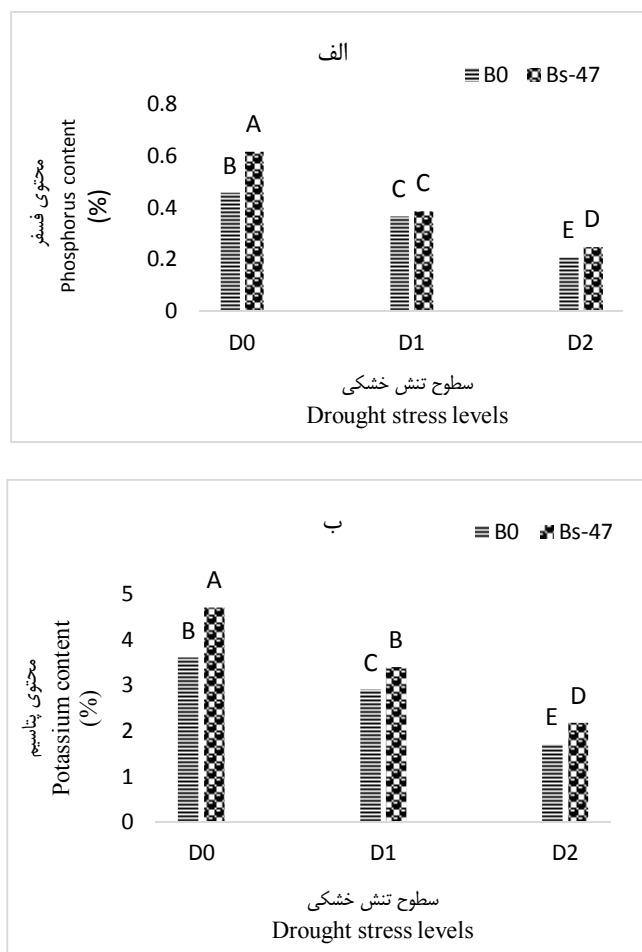 الف
B0 Bs-47
0.8
0.6
0.4
0.2
0
محتوی فسفر
Phosphorus content
(%)
B A C C E D
D0 D1 D2
سطوح تنش خشکی
Drought stress levels
ب
B0 Bs-47
5
4
3
2
1
0
محتوی پتاسیم
Potassium content
(%)
B A C B E D
D0 D1 D2
سطوح تنش خشکی
Drought stress levels